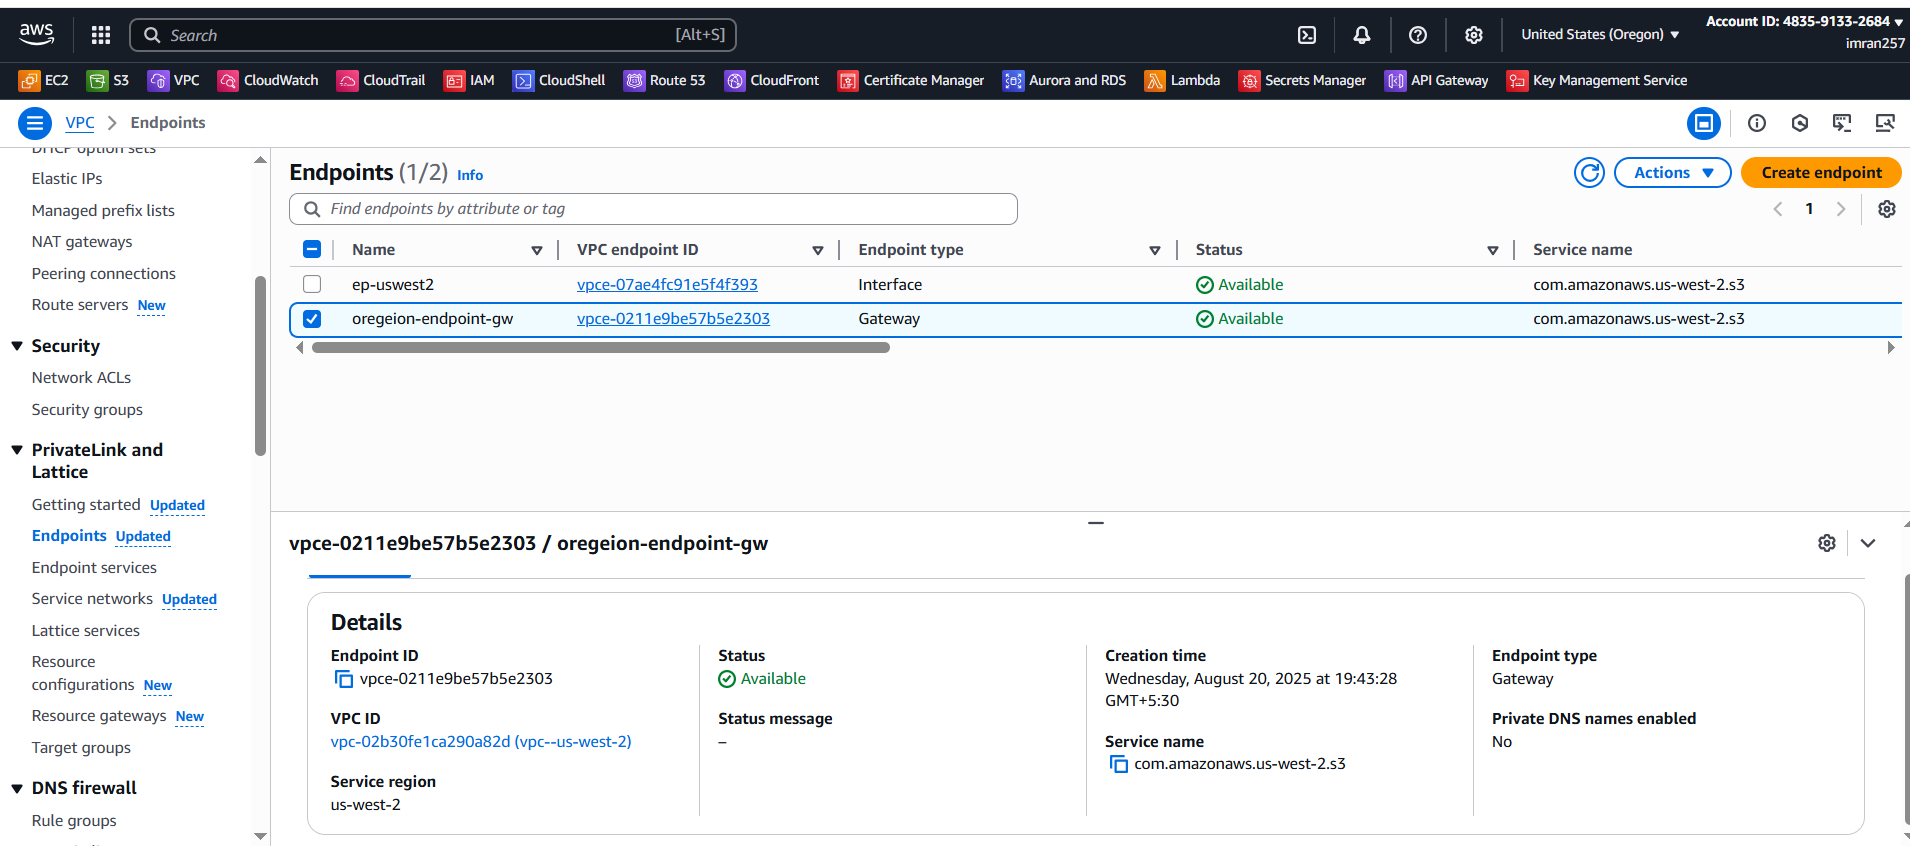 aws
Search [Alt+S]
United States (Oregon)
Account ID: 4835-9133-2684
imran257
EC2 S3 VPC CloudWatch CloudTrail IAM CloudShell Route 53 CloudFront Certificate Manager Aurora and RDS Lambda Secrets Manager API Gateway Key Management Service
VPC Endpoints
DHCP option sets
Elastic IPs
Managed prefix lists
NAT gateways
Peering connections
Route servers New
Security
Network ACLs
Security groups
PrivateLink and
Lattice
Getting started Updated
Endpoints Updated
Endpoint services
Service networks Updated
Lattice services
Resource
configurations New
Resource gateways New
Target groups
DNS firewall
Rule groups
Endpoints (1/2) Info
Actions
Create endpoint
Find endpoints by attribute or tag
1
Name VPC endpoint ID Endpoint type Status Service name
ep-uswest2 vpce-07ae4fc91e5f4f393 Interface Available com.amazonaws.us-west-2.s3
oregeion-endpoint-gw vpce-0211e9be57b5e2303 Gateway Available com.amazonaws.us-west-2.s3
vpce-0211e9be57b5e2303 / oregeion-endpoint-gw
Details
Endpoint ID
vpce-0211e9be57b5e2303
VPC ID
vpc-02b30fe1ca290a82d (vpc--us-west-2)
Service region
us-west-2
Status
Available
Status message
–
Creation time
Wednesday, August 20, 2025 at 19:43:28
GMT+5:30
Service name
com.amazonaws.us-west-2.s3
Endpoint type
Gateway
Private DNS names enabled
No